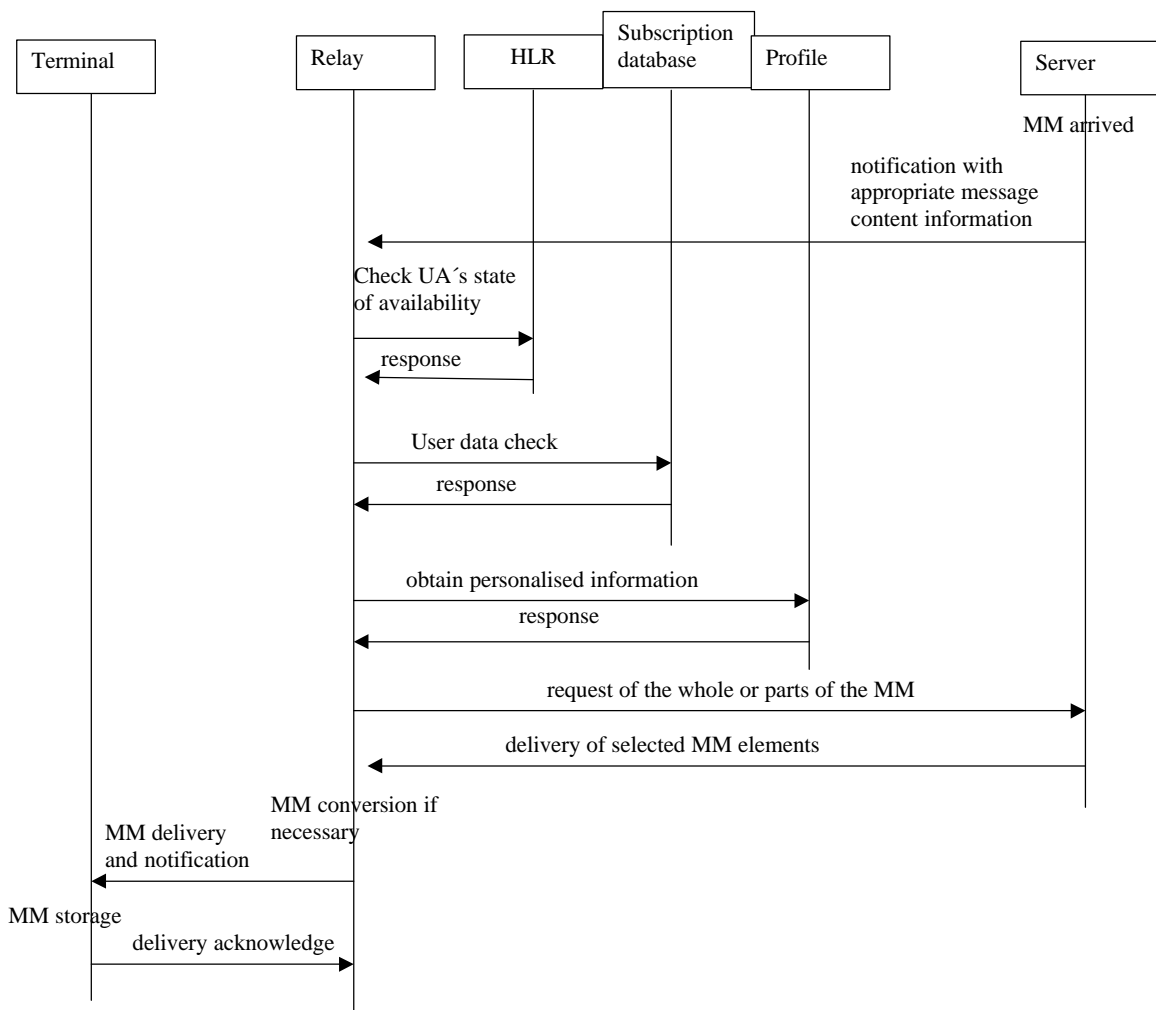 Terminal
Relay
HLR
Subscription
database
Profile
Server
MM arrived
notification with
appropriate message
content information
Check UA´s state
of availability
response
User data check
response
obtain personalised information
response
request of the whole or parts of the MM
delivery of selected MM elements
MM conversion if
necessary
MM delivery
and notification
MM storage
delivery acknowledge